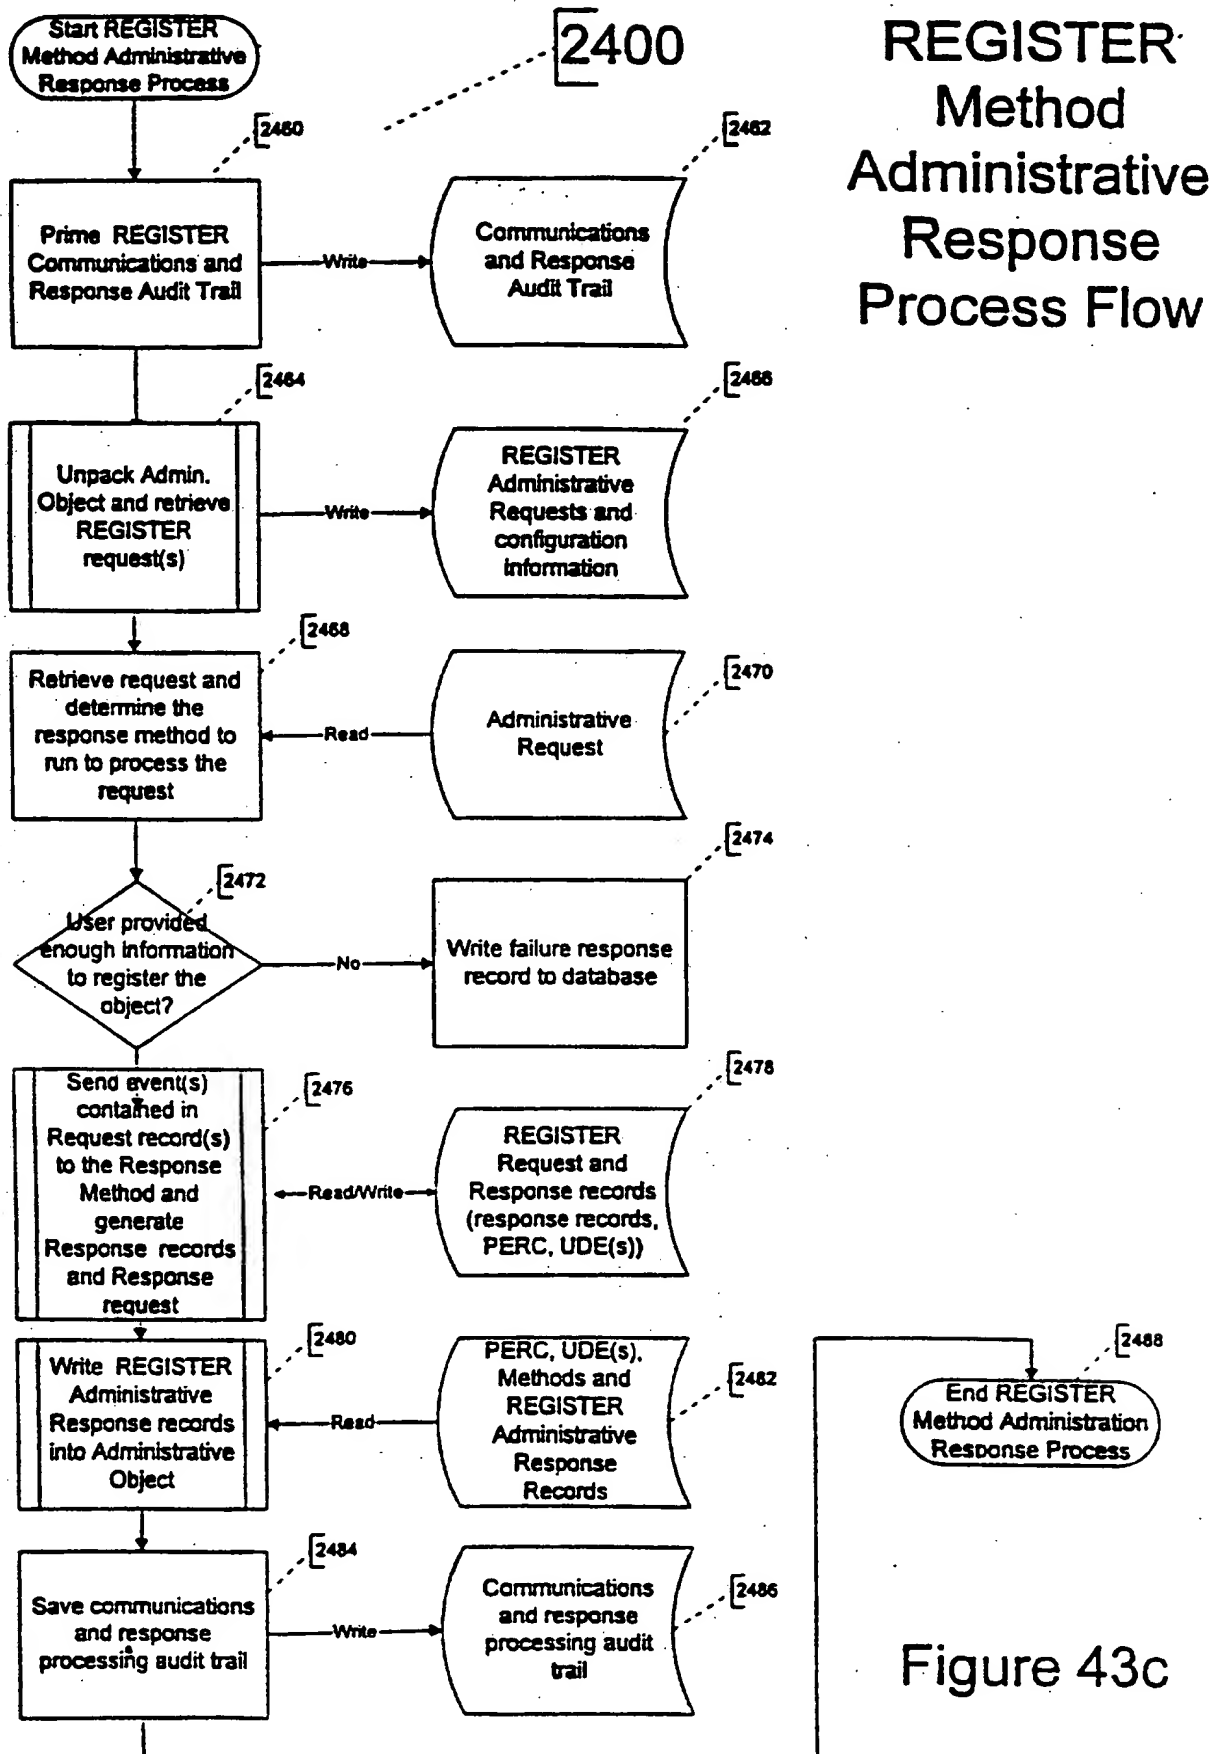 Start REGISTER
Method Administrative
Response Process
2400
REGISTER
Method
Administrative
Response
Process Flow
2460
2462
Prime REGISTER
Communications and
Response Audit Trail
Write
Communications
and Response
Audit Trail
2464
2466
Unpack Admin.
Object and retrieve
REGISTER
request(s)
Write
REGISTER
Administrative
Requests and
configuration
information
2468
2470
Retrieve request and
determine the
response method to
run to process the
request
Read
Administrative
Request
2472
2474
User provided
enough information
to register the
object?
No
Write failure response
record to database
2476
2478
Send event(s)
contained in
Request record(s)
to the Response
Method and
generate
Response records
and Response
request
Read/Write
REGISTER
Request and
Response records
(response records,
PERC, UDE(s))
2480
2482
Write REGISTER
Administrative
Response records
into Administrative
Object
Read
PERC, UDE(s),
Methods and
REGISTER
Administrative
Response
Records
2488
End REGISTER
Method Administration
Response Process
2484
2486
Save communications
and response
processing audit trail
Write
Communications
and response
processing audit
trail
Figure 43c